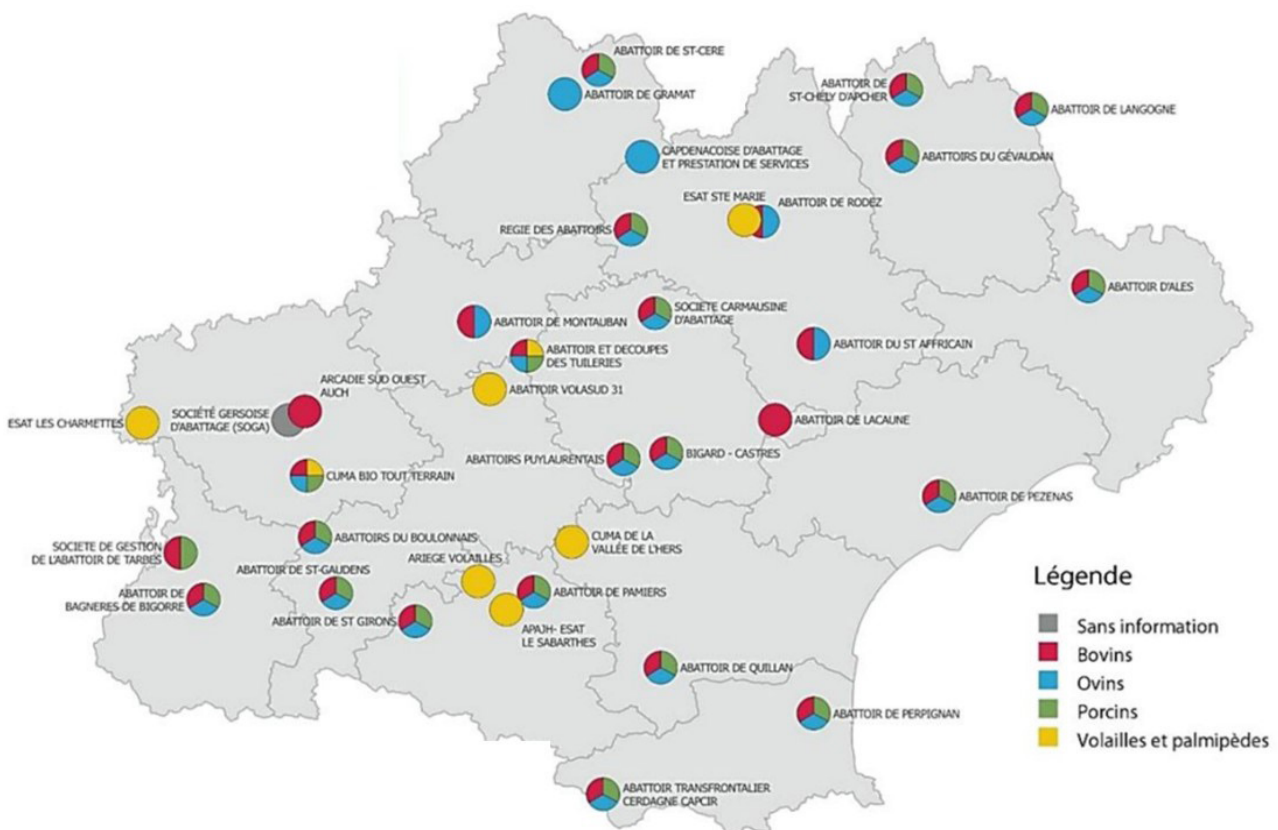 ABATTOIR DE ST-CERE
ABATTOIR DE GRAMAT
ABATTOIR DE
ST-CHELY D'APCHER
ABATTOIR DE LANGOGNE
CAPDENACOISE D'ABATTAGE
ET PRESTATION DE SERVICES
ABATTOIRS DU GÉVAUDAN
ESAT STE MARIE
ABATTOIR DE RODEZ
REGIE DES ABATTOIRS
ABATTOIR D'ALES
SOCIETE CARMAUSINE
D'ABATTAGE
ABATTOIR DE MONTAUBAN
ABATTOIR DU ST AFFRICAIN
ABATTOIR ET DECOUPES
DES TUILERIES
ARCADIE SUD OUEST
AUCH
ABATTOIR VOLASUD 31
ESAT LES CHARMETTES
SOCIÉTÉ GERSOISE
D'ABATTAGE (SOGA)
ABATTOIR DE LACAUNE
ABATTOIRS PUYLAURENTAIS
BIGARD - CASTRES
CUMA BIO TOUT TERRAIN
ABATTOIR DE PEZENAS
ABATTOIRS DU BOULONNAIS
CUMA DE LA
VALLÉE DE L'HERS
SOCIETE DE GESTION
DE L'ABATTOIR DE TARBES
ARIEGE VOLAILLES
ABATTOIR DE ST-GAUDENS
ABATTOIR DE
BAGNERES DE BIGORRE
ABATTOIR DE PAMIERS
ABATTOIR DE ST GIRONS
APAJH- ESAT
LE SABARTHES
ABATTOIR DE QUILLAN
ABATTOIR DE PERPIGNAN
ABATTOIR TRANSFRONTALIER
CERDAGNE CAPCIR
Légende
Sans information
Bovins
Ovins
Porcins
Volailles et palmipèdes